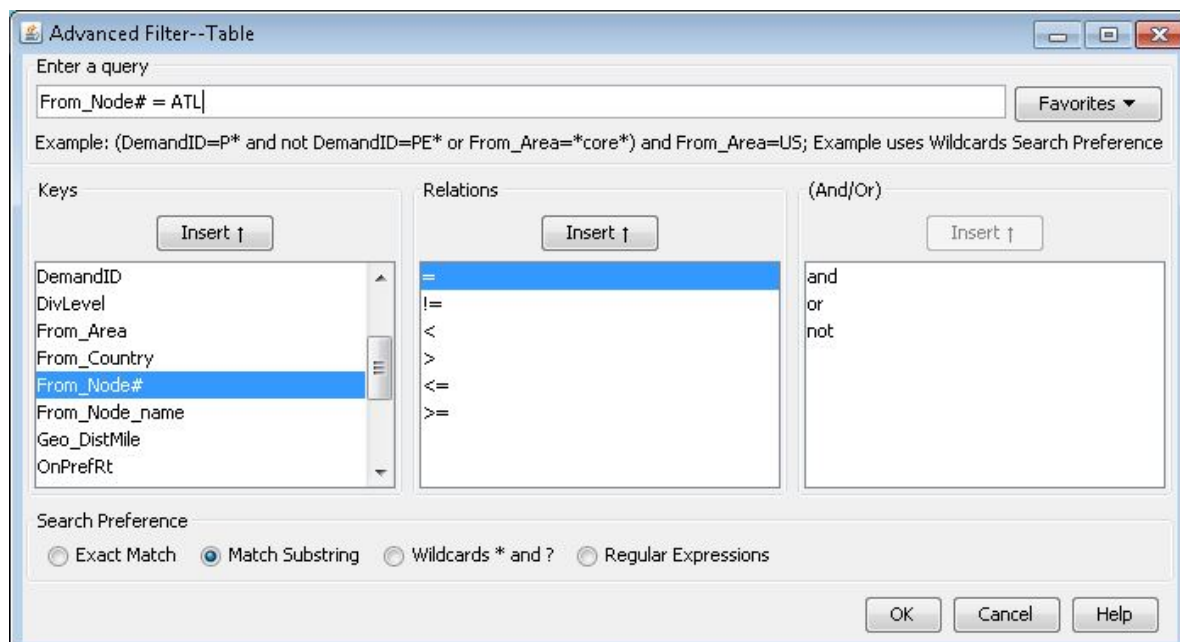 Advanced Filter--Table
Enter a query
From_Node# = ATL
Favorites ▼
Example: (DemandID=P* and not DemandID=PE* or From_Area=*core*) and From_Area=US; Example uses Wildcards Search Preference
Keys
Relations
(And/Or)
Insert ↑
Insert ↑
Insert ↑
DemandID
DivLevel
From_Area
From_Country
From_Node#
From_Node_name
Geo_DistMile
OnPrefRt
=
!=
<
>
<=
>=
and
or
not
Search Preference
Exact Match
Match Substring
Wildcards * and ?
Regular Expressions
OK
Cancel
Help